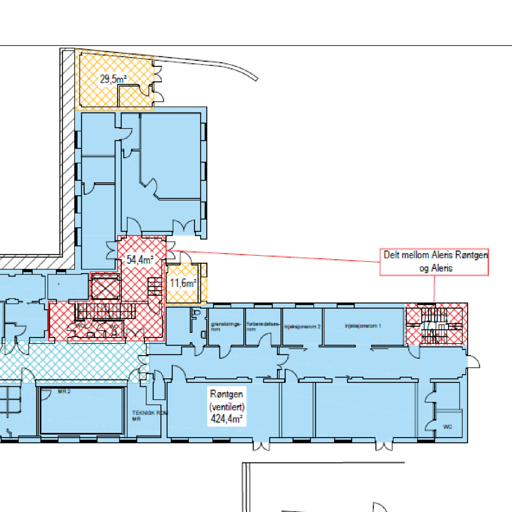 29,5m²
54,4m²
11,6m²
Delt mellom Aleris Røntgen
og Aleris
granskningsrom
forberedelsesrom
Injeksjonsrom 2
Injeksjonsrom 1
Røntgen
(ventilert)
424,4m²
MR 2
TEKNISK ROM
MR
WC